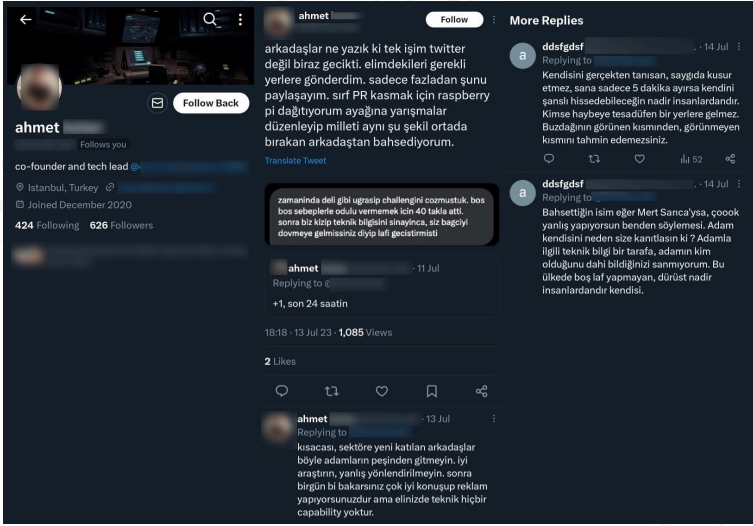 Follow Back
ahmet
Follows you
co-founder and tech lead @
Istanbul, Turkey
Joined December 2020
424 Following 626 Followers
ahmet
Follow
arkadaşlar ne yazık ki tek işim twitter
değil biraz gecikti. elimdekileri gerekli
yerlere gönderdim. sadece fazladan şunu
paylaşayım. sırf PR kasmak için raspberry
pi dağıtıyorum ayağına yarışmalar
düzenleyip milleti aynı şu şekil ortada
bırakan arkadaştan bahsediyorum.
Translate Tweet
zamaninda deli gibi ugrasip challengini cozmustuk. bos
bos sebeplerle odulu vermemek için 40 takla atti.
sonra biz kizip teknik bilgisini sinayinca, siz bagciyi
dovmeye gelmissiniz diyip lafi gecistirmisti
ahmet · 11 Jul
Replying to @
+1, son 24 saatin
18:18 · 13 Jul 23 · 1,085 Views
2 Likes
ahmet · 13 Jul
Replying to
kısacası, sektöre yeni katılan arkadaşlar
böyle adamların peşinden gitmeyin. iyi
araştırın, yanlış yönlendirilmeyin. sonra
birgün bi bakarsınız çok iyi konuşup reklam
yapıyorsunuzdur ama elinizde teknik hiçbir
capability yoktur.
More Replies
a
ddsfgdsf . · 14 Jul
Replying to
Kendisini gerçekten tanısan, saygıda kusur
etmez, sana sadece 5 dakika ayırsa kendini
şanslı hissedebileceğin nadir insanlardandır.
Kimse haybeye tesadüfen bir yerlere gelmez.
Buzdağının görünen kısmından, görünmeyen
kısmını tahmin edemezsiniz.
52
a
ddsfgdsf . · 14 Jul
Replying to
Bahsettiğin isim eğer Mert Sarıca'ysa, çoook
yanlış yapıyorsun benden söylemesi. Adam
kendisini neden size kanıtlasın ki ? Adamla
ilgili teknik bilgi bir tarafa, adamın kim
olduğunu dahi bildiğinizi sanmıyorum. Bu
ülkede boş laf yapmayan, dürüst nadir
insanlardandır kendisi.